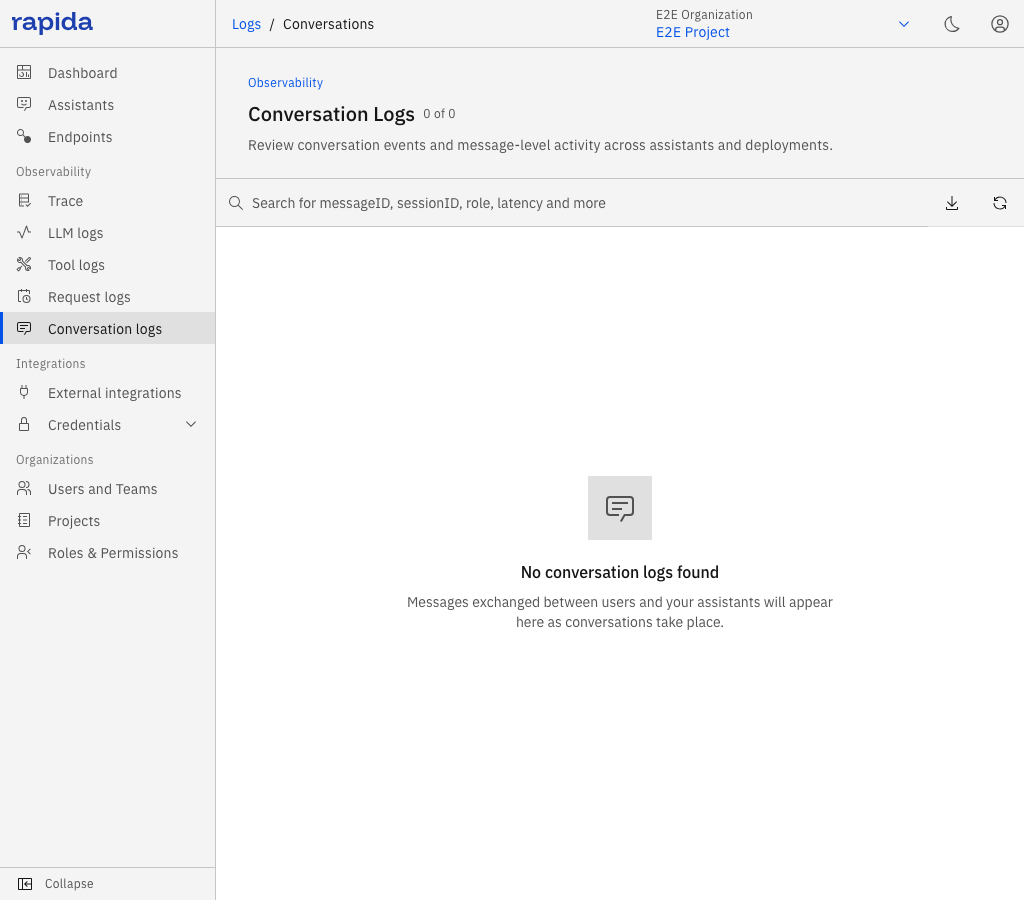 rapida
Logs / Conversations
E2E Organization
E2E Project
Dashboard
Assistants
Endpoints
Observability
Trace
LLM logs
Tool logs
Request logs
Conversation logs
Integrations
External integrations
Credentials
Organizations
Users and Teams
Projects
Roles & Permissions
Collapse
Observability
Conversation Logs 0 of 0
Review conversation events and message-level activity across assistants and deployments.
Search for messageID, sessionID, role, latency and more
No conversation logs found
Messages exchanged between users and your assistants will appear
here as conversations take place.